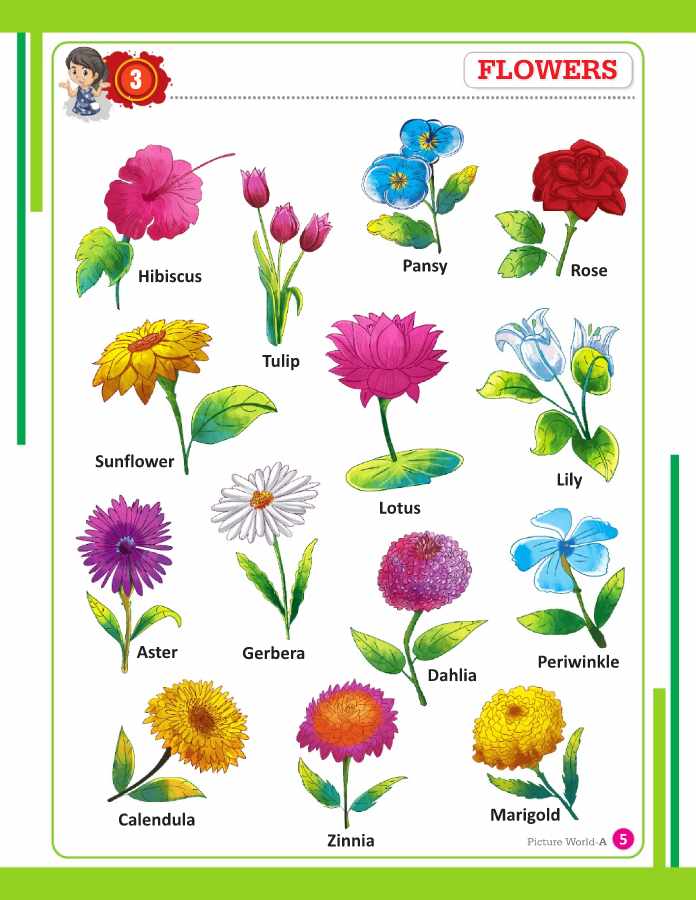 3
FLOWERS
Hibiscus
Tulip
Pansy
Rose
Sunflower
Lotus
Lily
Aster
Gerbera
Dahlia
Periwinkle
Calendula
Zinnia
Marigold
Picture World-A 5